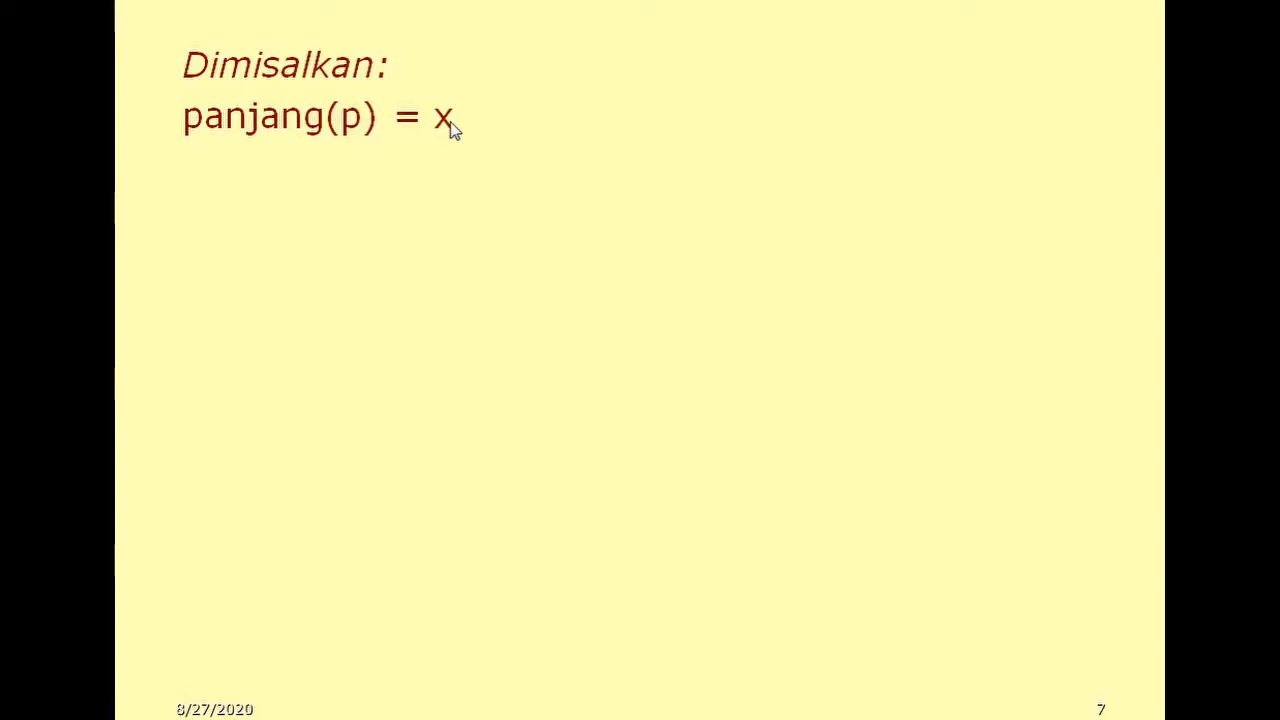 Dimisalkan:
panjang(p) = x
8/27/2020
7